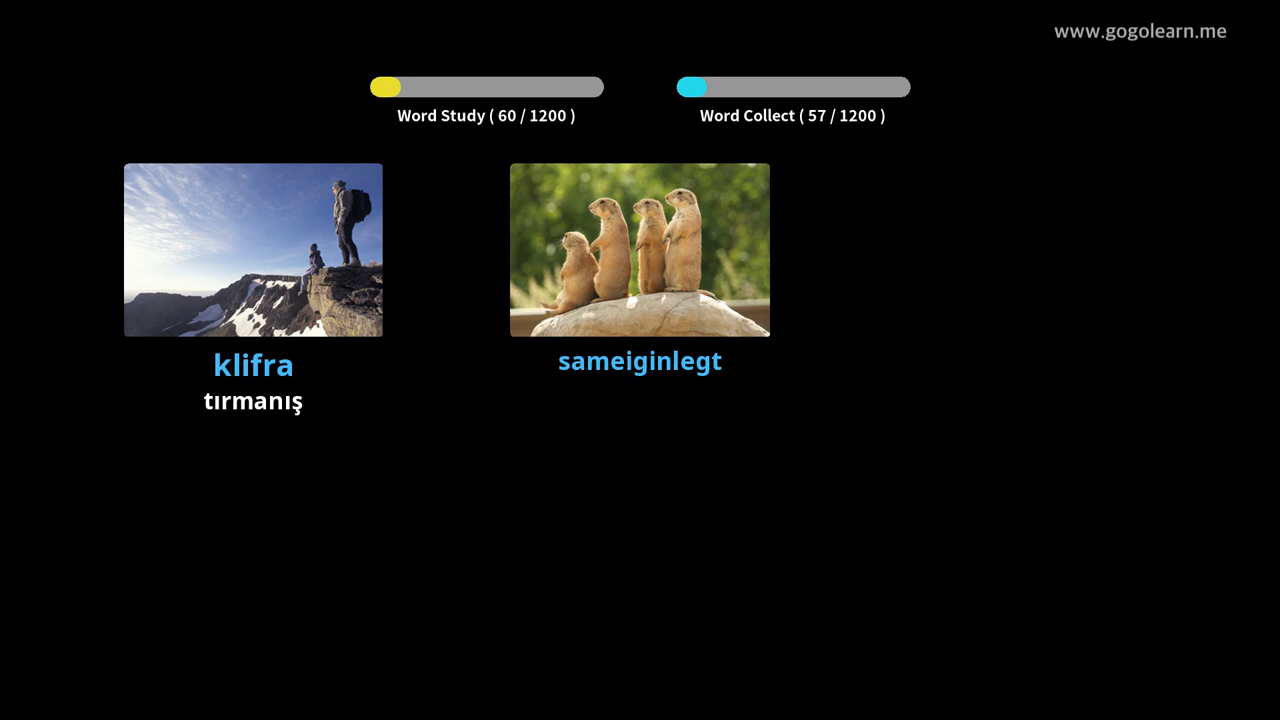 www.gogolearn.me
Word Study ( 60 / 1200 )
Word Collect ( 57 / 1200 )
klifra
tırmanış
sameiginlegt